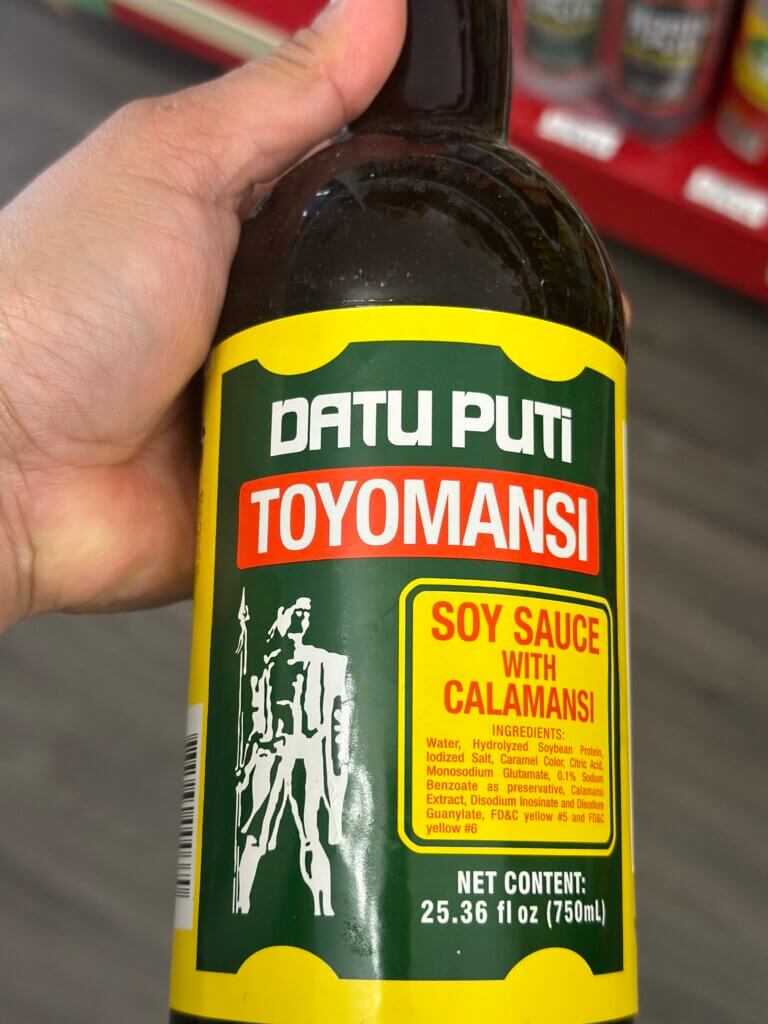 DATU PUTi
TOYOMANSI
SOY SAUCE
WITH
CALAMANSI
INGREDIENTS:
Water, Hydrolyzed Soybean Protein,
Iodized Salt, Caramel Color, Citric Acid,
Monosodium Glutamate, 0.1% Sodium
Benzoate as preservative, Calamansi
Extract, Disodium Inosinate and Disodium
Guanylate, FD&C yellow #5 and FD&C
yellow #6
NET CONTENT:
25.36 fl oz (750mL)